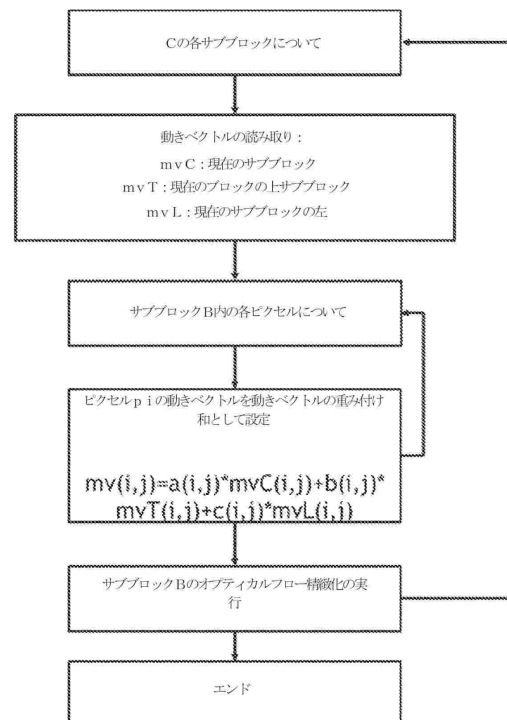 Cの各サブブロックについて
動きベクトルの読み取り：
ｍｖＣ：現在のサブブロック
ｍｖＴ：現在のブロックの上サブブロック
ｍｖＬ：現在のサブブロックの左
サブブロックＢ内の各ピクセルについて
ピクセルｐｉの動きベクトルを動きベクトルの重み付け
和として設定
mv(i,j)=a(i,j)*mvC(i,j)+b(i,j)*
mvT(i,j)+c(i,j)*mvL(i,j)
サブブロックＢのオプティカルフロー精緻化の実
行
エンド